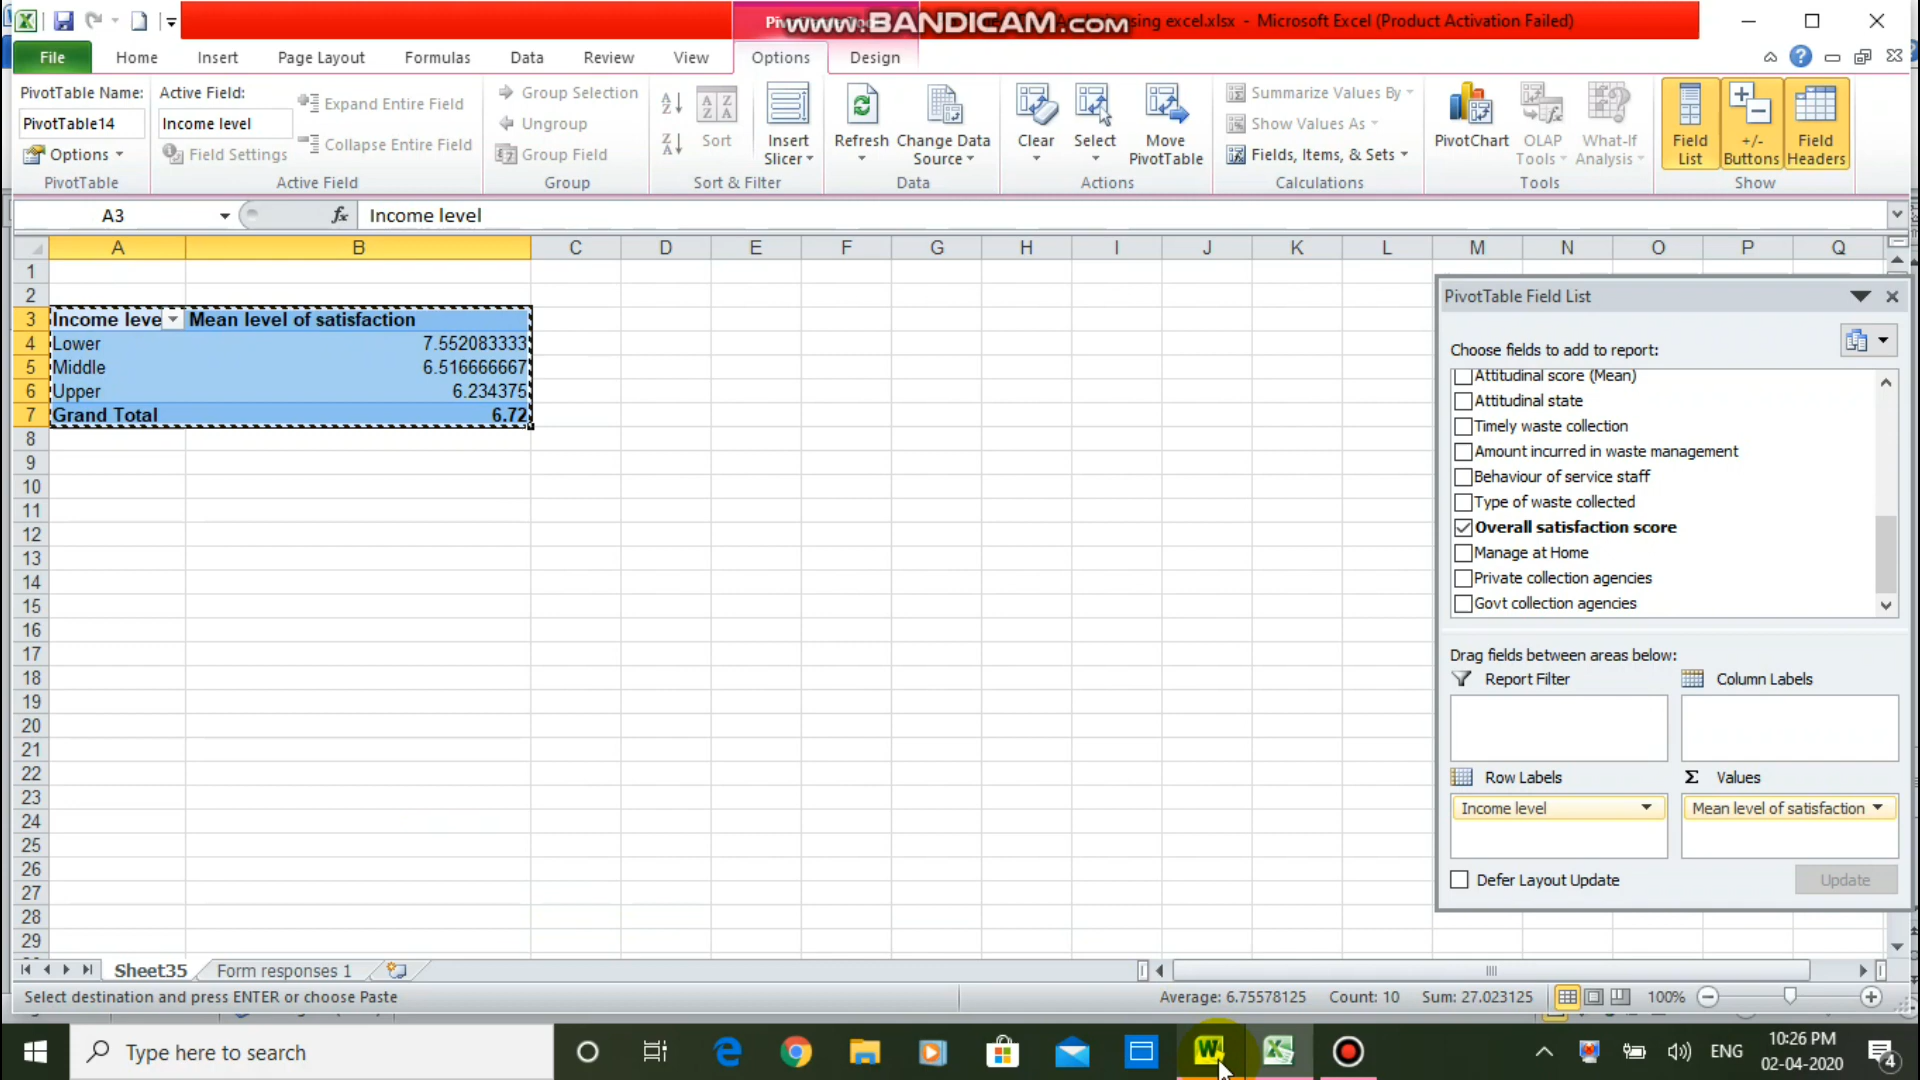 www.BANDICAM.com
sing excel.xlsx - Microsoft Excel (Product Activation Failed)
File Home Insert Page Layout Formulas Data Review View Options Design
PivotTable Name:
PivotTable14
Options
PivotTable
Active Field:
Income level
Field Settings
Expand Entire Field
Collapse Entire Field
Active Field
Group Selection
Ungroup
Group Field
Group
Sort
Insert Slicer
Sort & Filter
Refresh
Change Data Source
Data
Clear
Select
Move PivotTable
Actions
Summarize Values By
Show Values As
Fields, Items, & Sets
Calculations
PivotChart
OLAP Tools
What-If Analysis
Tools
Field List
+/- Buttons
Field Headers
Show
A3 fx Income level
A B C D E F G H I J K L M N O P Q
1
2
3 Income leve Mean level of satisfaction
4 Lower 7.552083333
5 Middle 6.516666667
6 Upper 6.234375
7 Grand Total 6.72
8
9
10
11
12
13
14
15
16
17
18
19
20
21
22
23
24
25
26
27
28
29
PivotTable Field List
Choose fields to add to report:
Attitudinal score (Mean)
Attitudinal state
Timely waste collection
Amount incurred in waste management
Behaviour of service staff
Type of waste collected
Overall satisfaction score
Manage at Home
Private collection agencies
Govt collection agencies
Drag fields between areas below:
Report Filter Column Labels
Row Labels Σ Values
Income level Mean level of satisfaction
Defer Layout Update Update
Sheet35 Form responses 1
Select destination and press ENTER or choose Paste Average: 6.75578125 Count: 10 Sum: 27.023125 100%
Type here to search
ENG
10:26 PM
02-04-2020
4